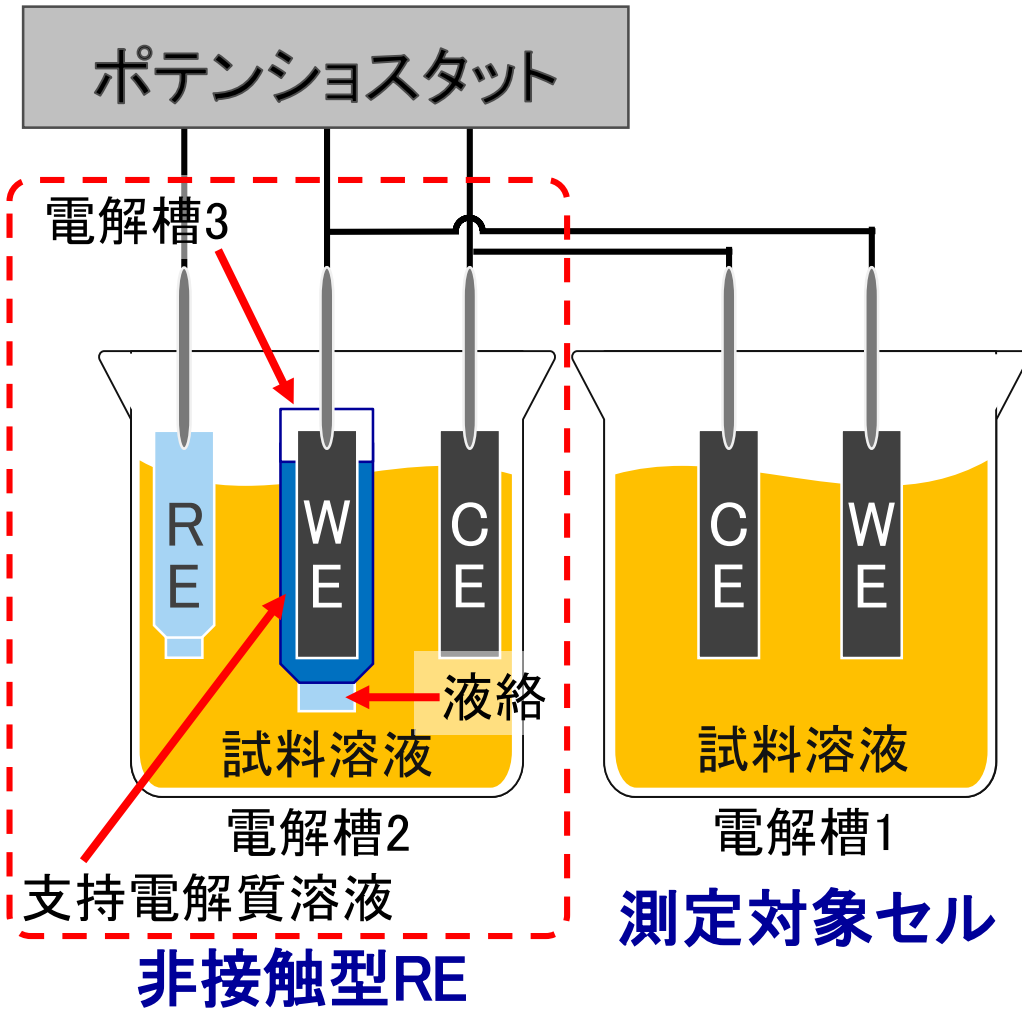 ポテンショスタット
電解槽3
R
E
W
E
C
E
C
E
W
E
液絡
試料溶液
試料溶液
電解槽2
電解槽1
支持電解質溶液
測定対象セル
非接触型RE